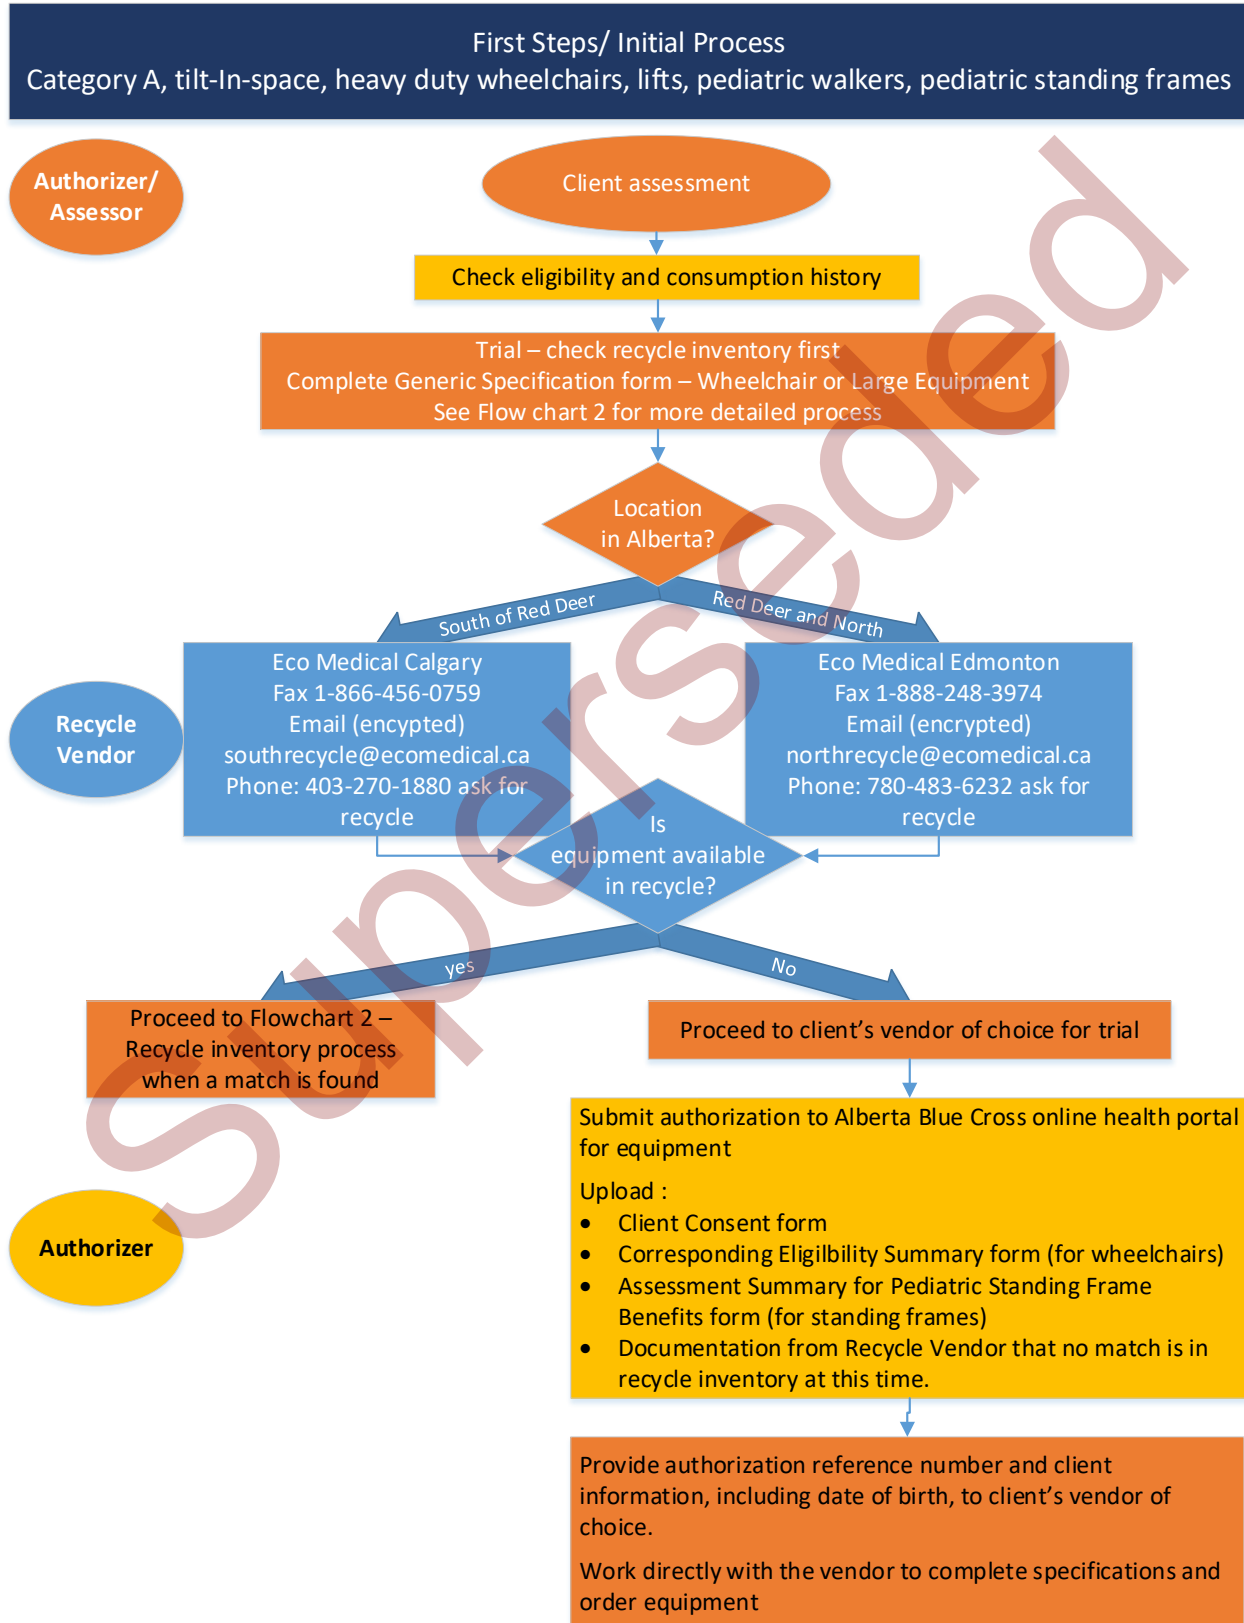 First Steps/ Initial Process
Category A, tilt-In-space, heavy duty wheelchairs, lifts, pediatric walkers, pediatric standing frames
Authorizer/
Assessor
Client assessment
Check eligibility and consumption history
Trial – check recycle inventory first
Complete Generic Specification form – Wheelchair or Large Equipment
See Flow chart 2 for more detailed process
Location
in Alberta?
South of Red Deer
Red Deer and North
Recycle
Vendor
Eco Medical Calgary
Fax 1-866-456-0759
Email (encypted)
southrecycle@ecomedical.ca
Phone: 403-270-1880 ask for
recycle
Eco Medical Edmonton
Fax 1-888-248-3974
Email (encrypted)
northrecycle@ecomedical.ca
Phone: 780-483-6232 ask for
recycle
Is
equipment available
in recycle?
yes
No
Proceed to Flowchart 2 –
Recycle inventory process
when a match is found
Proceed to client’s vendor of choice for trial
Authorizer
Submit authorization to Alberta Blue Cross online health portal
for equipment
Upload :
• Client Consent form
• Corresponding Eligilbility Summary form (for wheelchairs)
• Assessment Summary for Pediatric Standing Frame
Benefits form (for standing frames)
• Documentation from Recycle Vendor that no match is in
recycle inventory at this time.
Provide authorization reference number and client
information, including date of birth, to client’s vendor of
choice.
Work directly with the vendor to complete specifications and
order equipment
Superseded